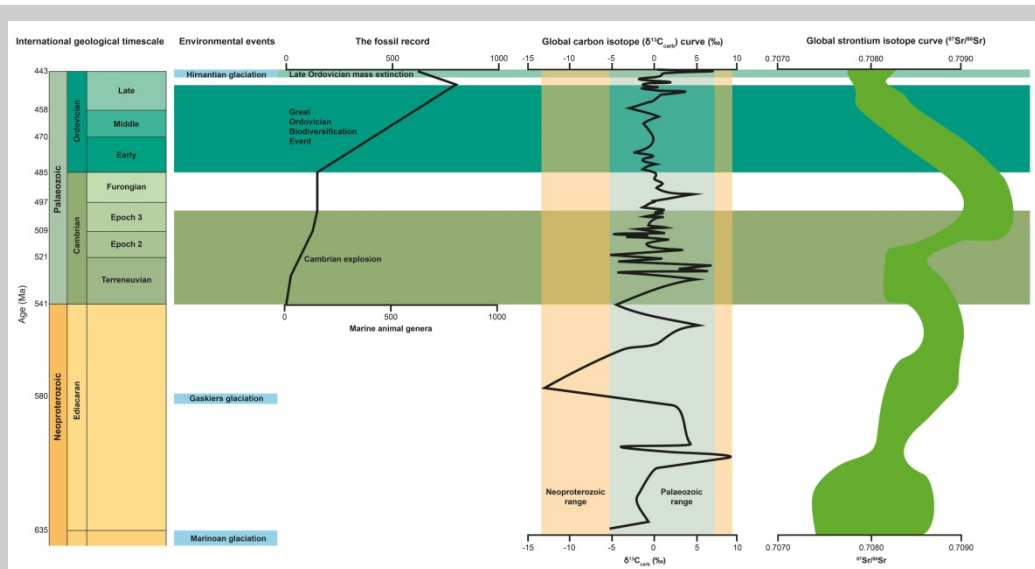 International geological timescale
Environmental events
The fossil record
Global carbon isotope (δ¹³Ccarb) curve (‰)
Global strontium isotope curve (⁸⁷Sr/⁸⁶Sr)
0 500 1000
-15 -10 -5 0 5 10
0.7070 0.7080 0.7090
Age (Ma)
443
458
470
485
497
509
521
541
580
635
Palaeozoic
Neoproterozoic
Ordovician
Cambrian
Ediacaran
Late
Middle
Early
Furongian
Epoch 3
Epoch 2
Terreneuvian
Hirnantian glaciation
Gaskiers glaciation
Marinoan glaciation
Late Ordovician mass extinction
Great
Ordovician
Biodiversification
Event
Cambrian explosion
0 500 1000
Marine animal genera
Neoproterozoic
range
Palaeozoic
range
-15 -10 -5 0 5 10
δ¹³Ccarb (‰)
0.7070 0.7080 0.7090
⁸⁷Sr/⁸⁶Sr